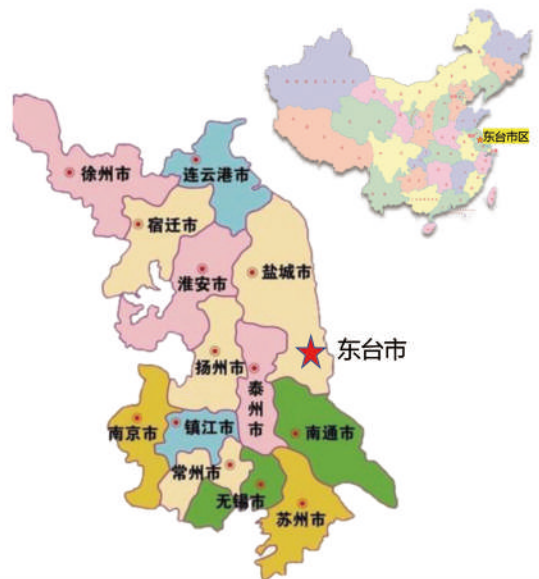 东台市区
徐州市
连云港市
宿迁市
淮安市
盐城市
东台市
扬州市
泰州市
南京市
镇江市
南通市
常州市
无锡市
苏州市